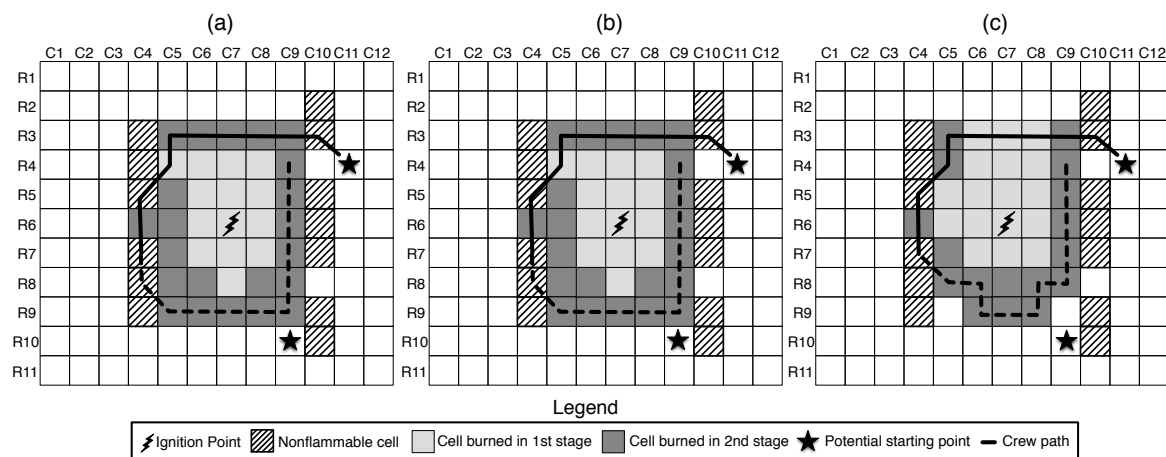 (a) (b) (c)
C1 C2 C3 C4 C5 C6 C7 C8 C9 C10 C11 C12 C1 C2 C3 C4 C5 C6 C7 C8 C9 C10 C11 C12 C1 C2 C3 C4 C5 C6 C7 C8 C9 C10 C11 C12
R1 R1 R1
R2 R2 R2
R3 R3 R3
R4 R4 R4
R5 R5 R5
R6 R6 R6
R7 R7 R7
R8 R8 R8
R9 R9 R9
R10 R10 R10
R11 R11 R11
Legend
Ignition Point Nonflammable cell Cell burned in 1st stage Cell burned in 2nd stage Potential starting point Crew path